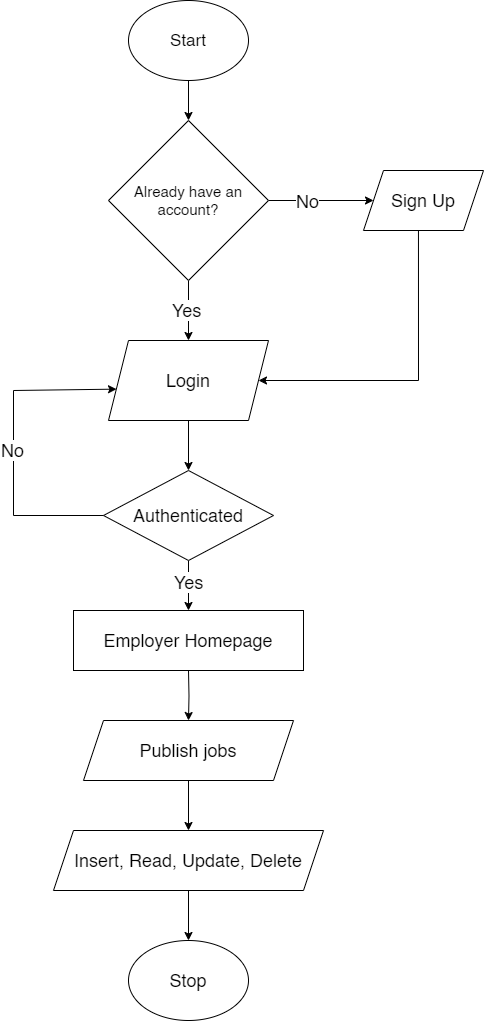 Start
Already have an
account?
No
Sign Up
Yes
Login
No
Authenticated
Yes
Employer Homepage
Publish jobs
Insert, Read, Update, Delete
Stop